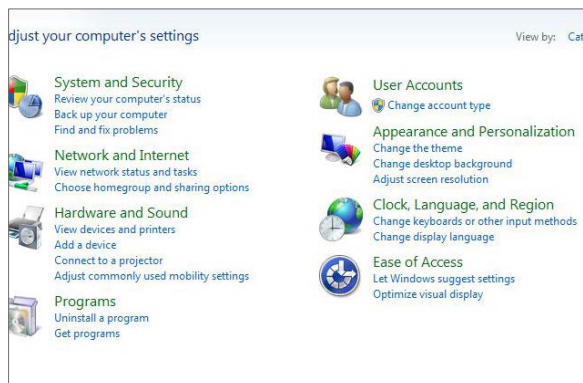 djust your computer's settings
View by: Cat
System and Security
Review your computer's status
Back up your computer
Find and fix problems
Network and Internet
View network status and tasks
Choose homegroup and sharing options
Hardware and Sound
View devices and printers
Add a device
Connect to a projector
Adjust commonly used mobility settings
Programs
Uninstall a program
Get programs
User Accounts
Change account type
Appearance and Personalization
Change the theme
Change desktop background
Adjust screen resolution
Clock, Language, and Region
Change keyboards or other input methods
Change display language
Ease of Access
Let Windows suggest settings
Optimize visual display